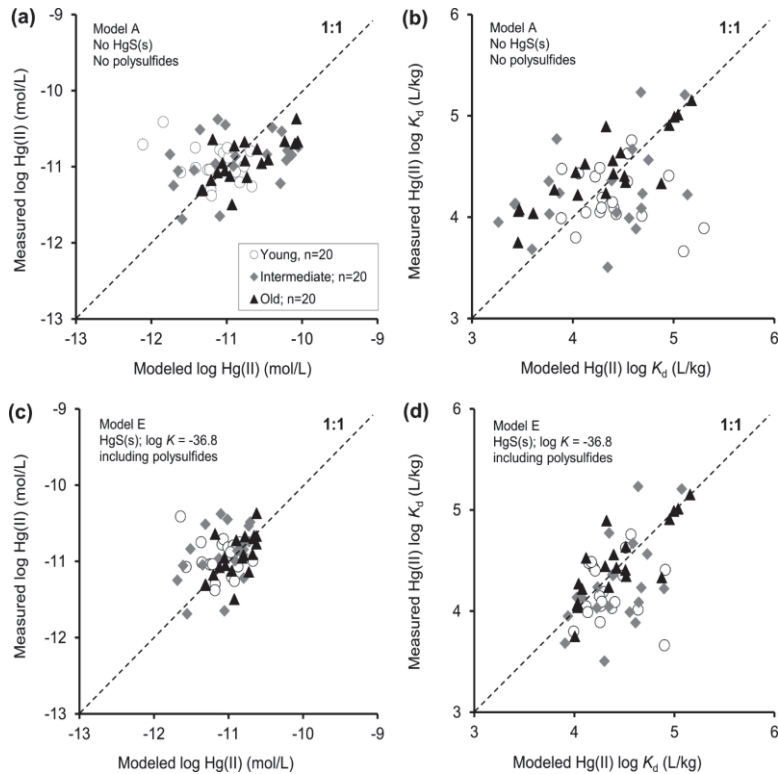 (a)
Model A
No HgS(s)
No polysulfides
1:1
Measured log Hg(II) (mol/L)
-9
-10
-11
-12
-13
-13 -12 -11 -10 -9
Modeled log Hg(II) (mol/L)
Young, n=20
Intermediate; n=20
Old; n=20
(b)
Model A
No HgS(s)
No polysulfides
1:1
Measured Hg(II) log Kd (L/kg)
6
5
4
3
3 4 5 6
Modeled Hg(II) log Kd (L/kg)
(c)
Model E
HgS(s); log K = -36.8
including polysulfides
1:1
Measured log Hg(II) (mol/L)
-9
-10
-11
-12
-13
-13 -12 -11 -10 -9
Modeled log Hg(II) (mol/L)
(d)
Model E
HgS(s); log K = -36.8
including polysulfides
1:1
Measured Hg(II) log Kd (L/kg)
6
5
4
3
3 4 5 6
Modeled Hg(II) log Kd (L/kg)